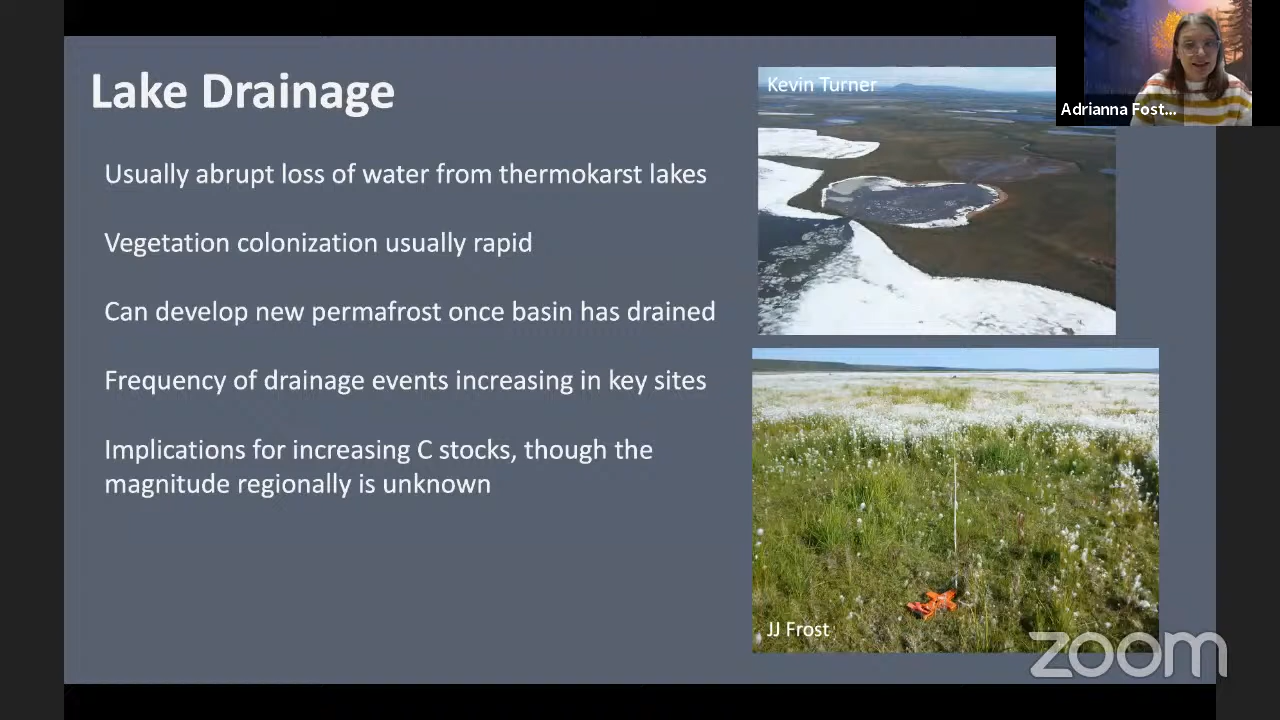 Lake Drainage
Kevin Turner
Adrianna Fost...
Usually abrupt loss of water from thermokarst lakes
Vegetation colonization usually rapid
Can develop new permafrost once basin has drained
Frequency of drainage events increasing in key sites
Implications for increasing C stocks, though the
magnitude regionally is unknown
JJ Frost
zoom